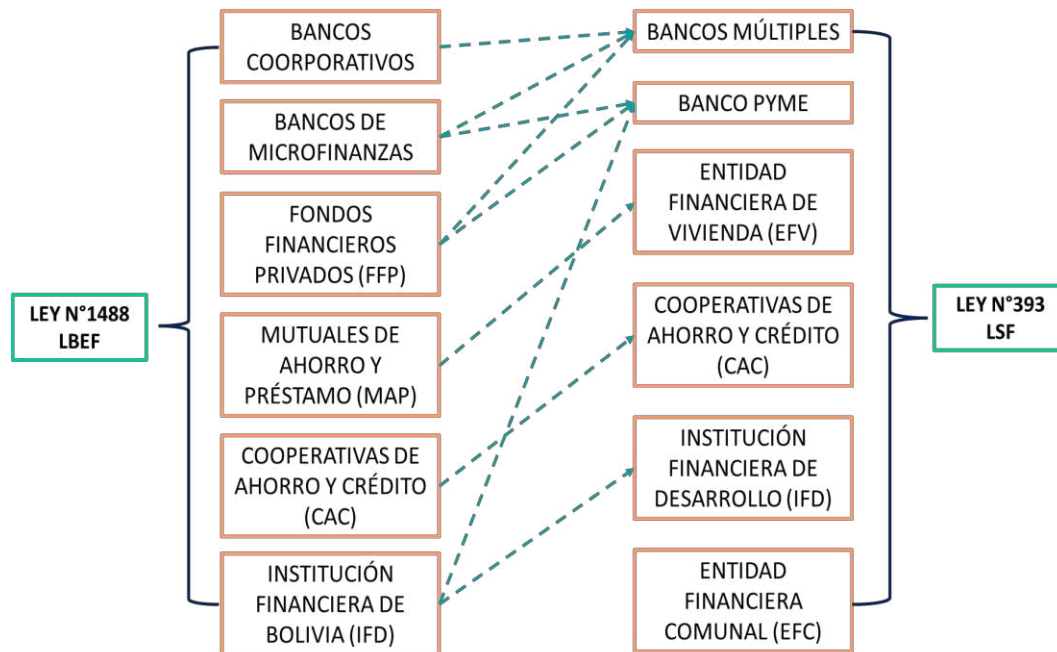 LEY N°1488
LBEF
BANCOS
COORPORATIVOS
BANCOS DE
MICROFINANZAS
FONDOS
FINANCIEROS
PRIVADOS (FFP)
MUTUALES DE
AHORRO Y
PRÉSTAMO (MAP)
COOPERATIVAS DE
AHORRO Y CRÉDITO
(CAC)
INSTITUCIÓN
FINANCIERA DE
BOLIVIA (IFD)
BANCOS MÚLTIPLES
BANCO PYME
ENTIDAD
FINANCIERA DE
VIVIENDA (EFV)
COOPERATIVAS DE
AHORRO Y CRÉDITO
(CAC)
INSTITUCIÓN
FINANCIERA DE
DESARROLLO (IFD)
ENTIDAD
FINANCIERA
COMUNAL (EFC)
LEY N°393
LSF